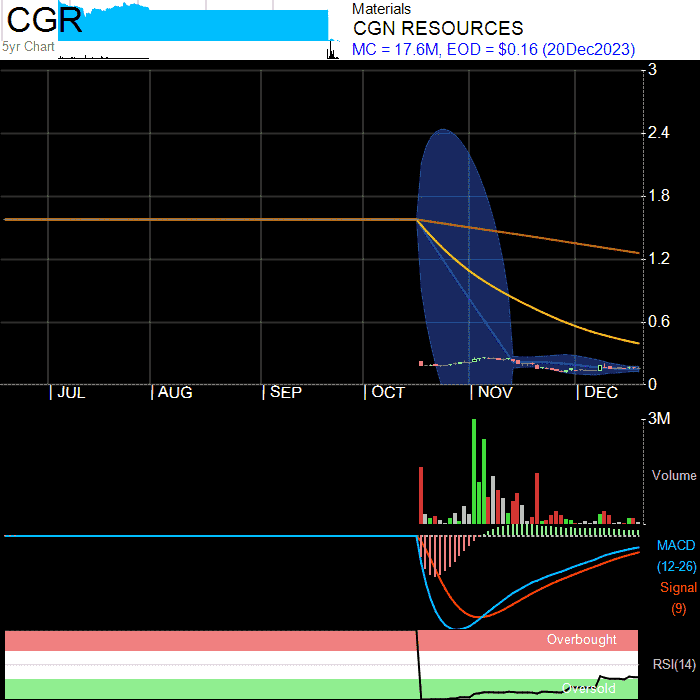 CGR
5yr Chart
Materials
CGN RESOURCES
MC = 17.6M, EOD = $0.16 (20Dec2023)
3
2.4
1.8
1.2
0.6
0
| JUL | AUG | SEP | OCT | NOV | DEC
3M
Volume
MACD
(12-26)
Signal
(9)
Overbought
RSI(14)
Oversold